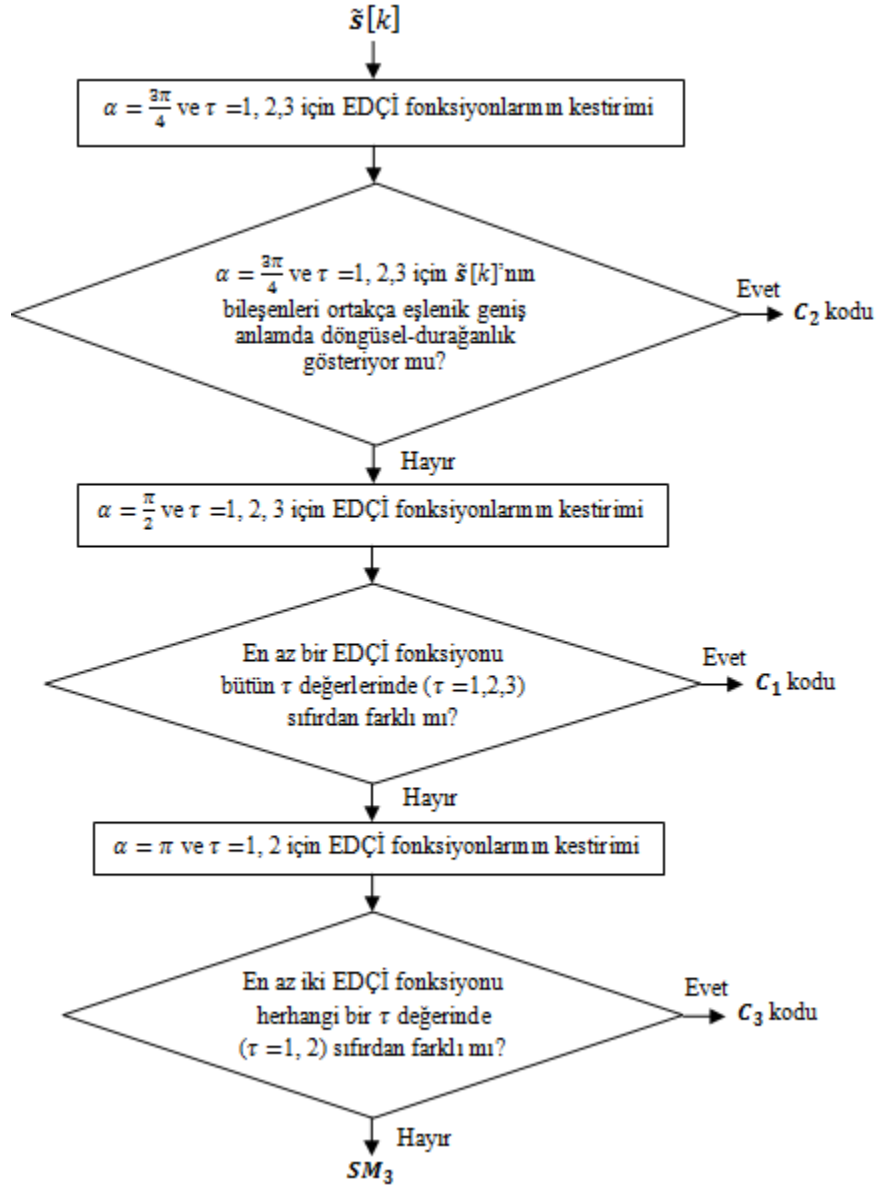 s̃[k]
α = 3π/4 ve τ =1, 2,3 için EDÇİ fonksiyonlarının kestirimi
α = 3π/4 ve τ =1, 2,3 için s̃[k]'nın
bileşenleri ortakça eşlenik geniş
anlamda döngüsel-durağanlık
gösteriyor mu?
Evet
C₂ kodu
Hayır
α = π/2 ve τ =1, 2, 3 için EDÇİ fonksiyonlarının kestirimi
En az bir EDÇİ fonksiyonu
bütün τ değerlerinde (τ =1,2,3)
sıfırdan farklı mı?
Evet
C₁ kodu
Hayır
α = π ve τ =1, 2 için EDÇİ fonksiyonlarının kestirimi
En az iki EDÇİ fonksiyonu
herhangi bir τ değerinde
(τ =1, 2) sıfırdan farklı mı?
Evet
C₃ kodu
Hayır
SM₃